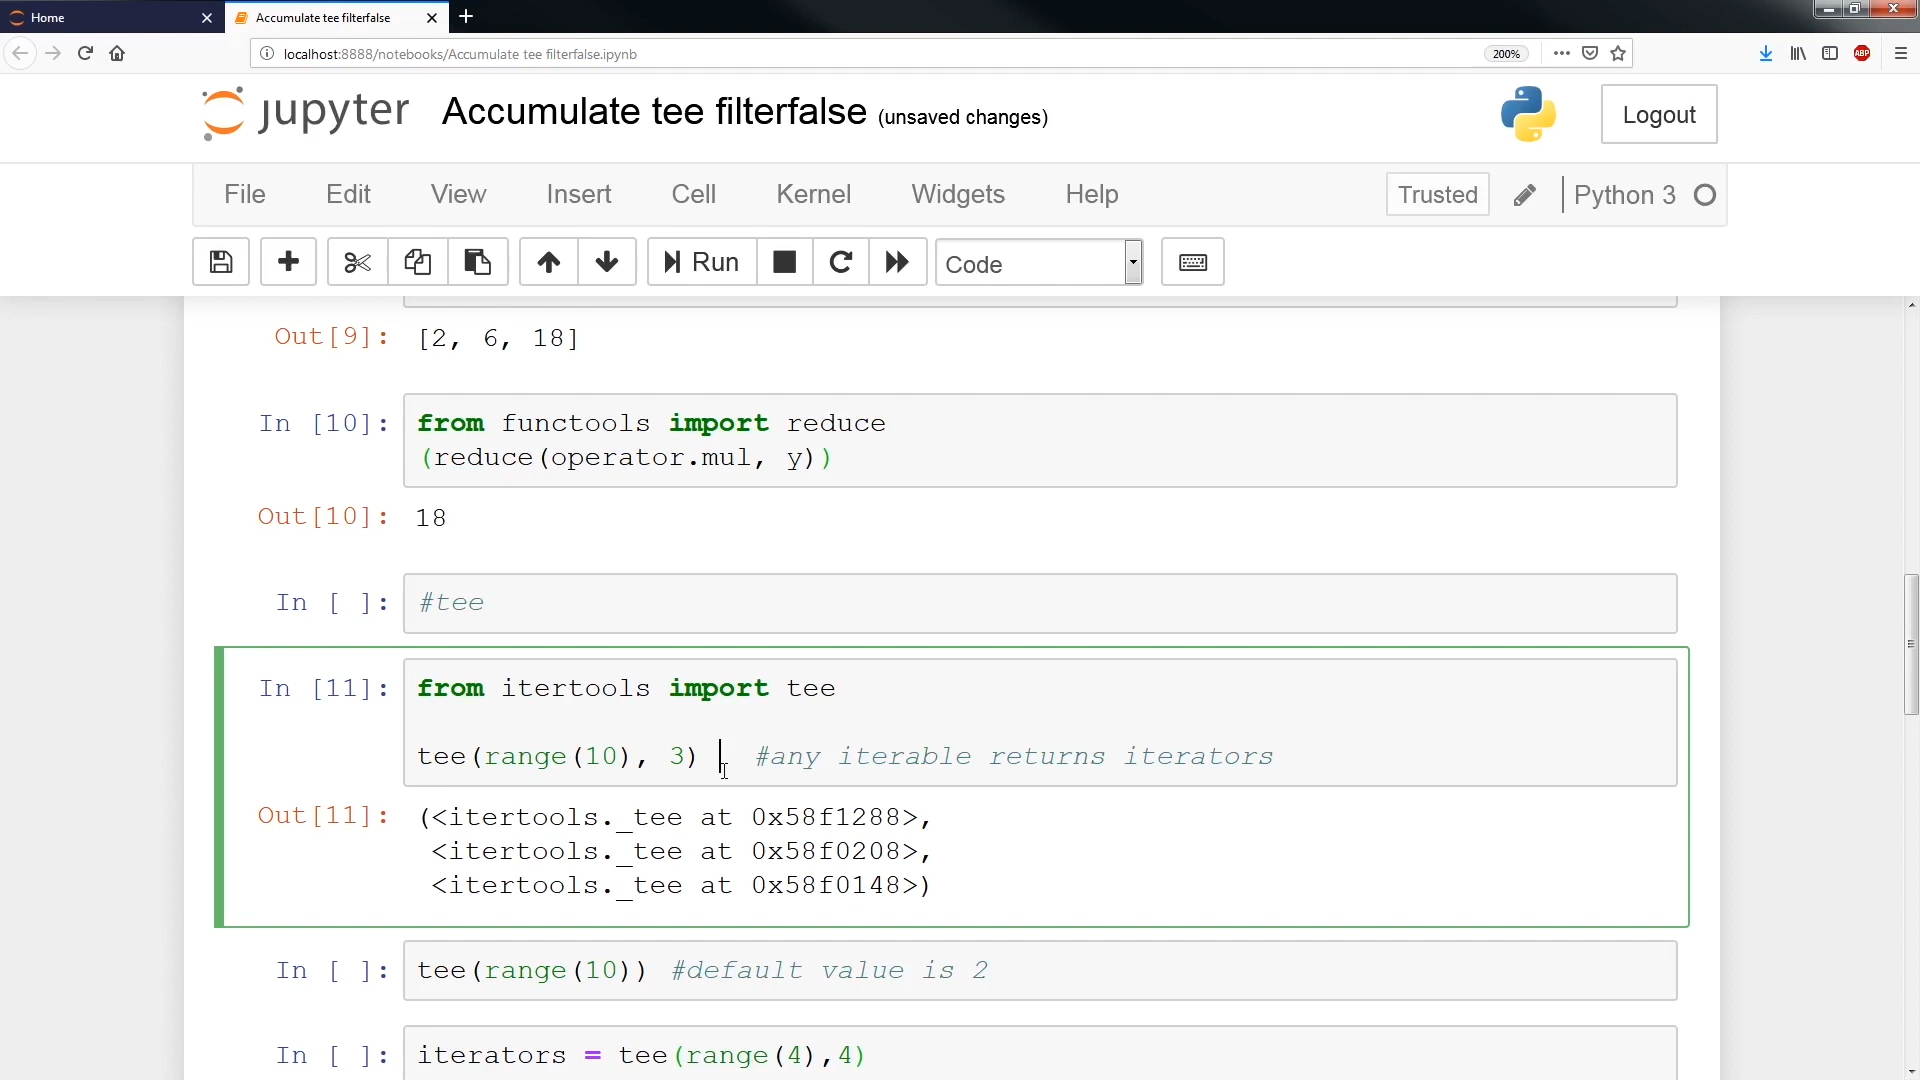 Home
Accumulate tee filterfalse
localhost:8888/notebooks/Accumulate tee filterfalse.ipynb
200%
ABP
jupyter Accumulate tee filterfalse (unsaved changes)
Logout
File Edit View Insert Cell Kernel Widgets Help Trusted Python 3
Run Code
Out[9]: [2, 6, 18]
In [10]: from functools import reduce
(reduce(operator.mul, y))
Out[10]: 18
In [ ]: #tee
In [11]: from itertools import tee
tee(range(10), 3) #any iterable returns iterators
Out[11]: (<itertools._tee at 0x58f1288>,
<itertools._tee at 0x58f0208>,
<itertools._tee at 0x58f0148>)
In [ ]: tee(range(10)) #default value is 2
In [ ]: iterators = tee(range(4),4)